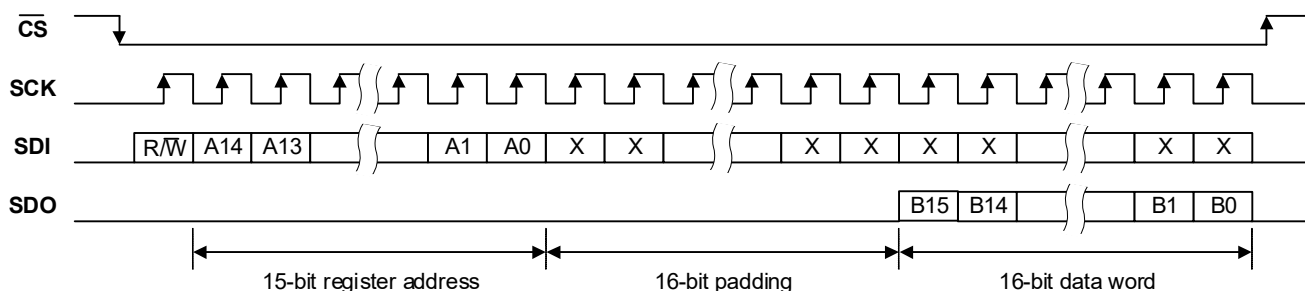 C̅S̅
SCK
SDI R/W̅ A14 A13 A1 A0 X X X X X X X X
SDO B15 B14 B1 B0
15-bit register address 16-bit padding 16-bit data word